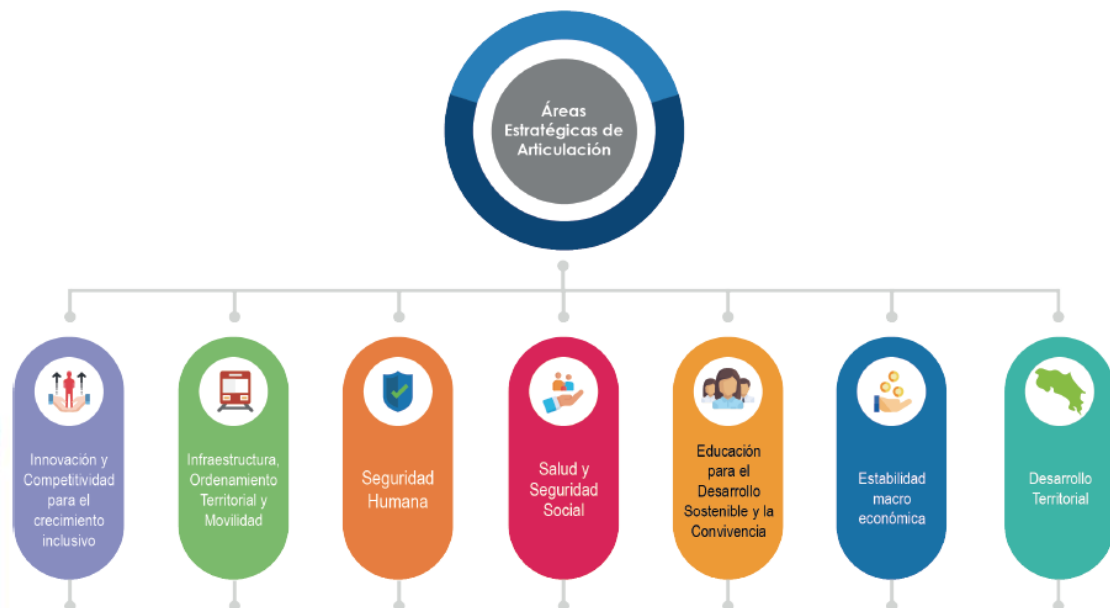 Áreas
Estratégicas de
Articulación
Innovación y
Competitividad
para el
crecimiento
inclusivo
Infraestructura,
Ordenamiento
Territorial y
Movilidad
Seguridad
Humana
Salud y
Seguridad
Social
Educación
para el
Desarrollo
Sostenible y la
Convivencia
Estabilidad
macro
económica
Desarrollo
Territorial